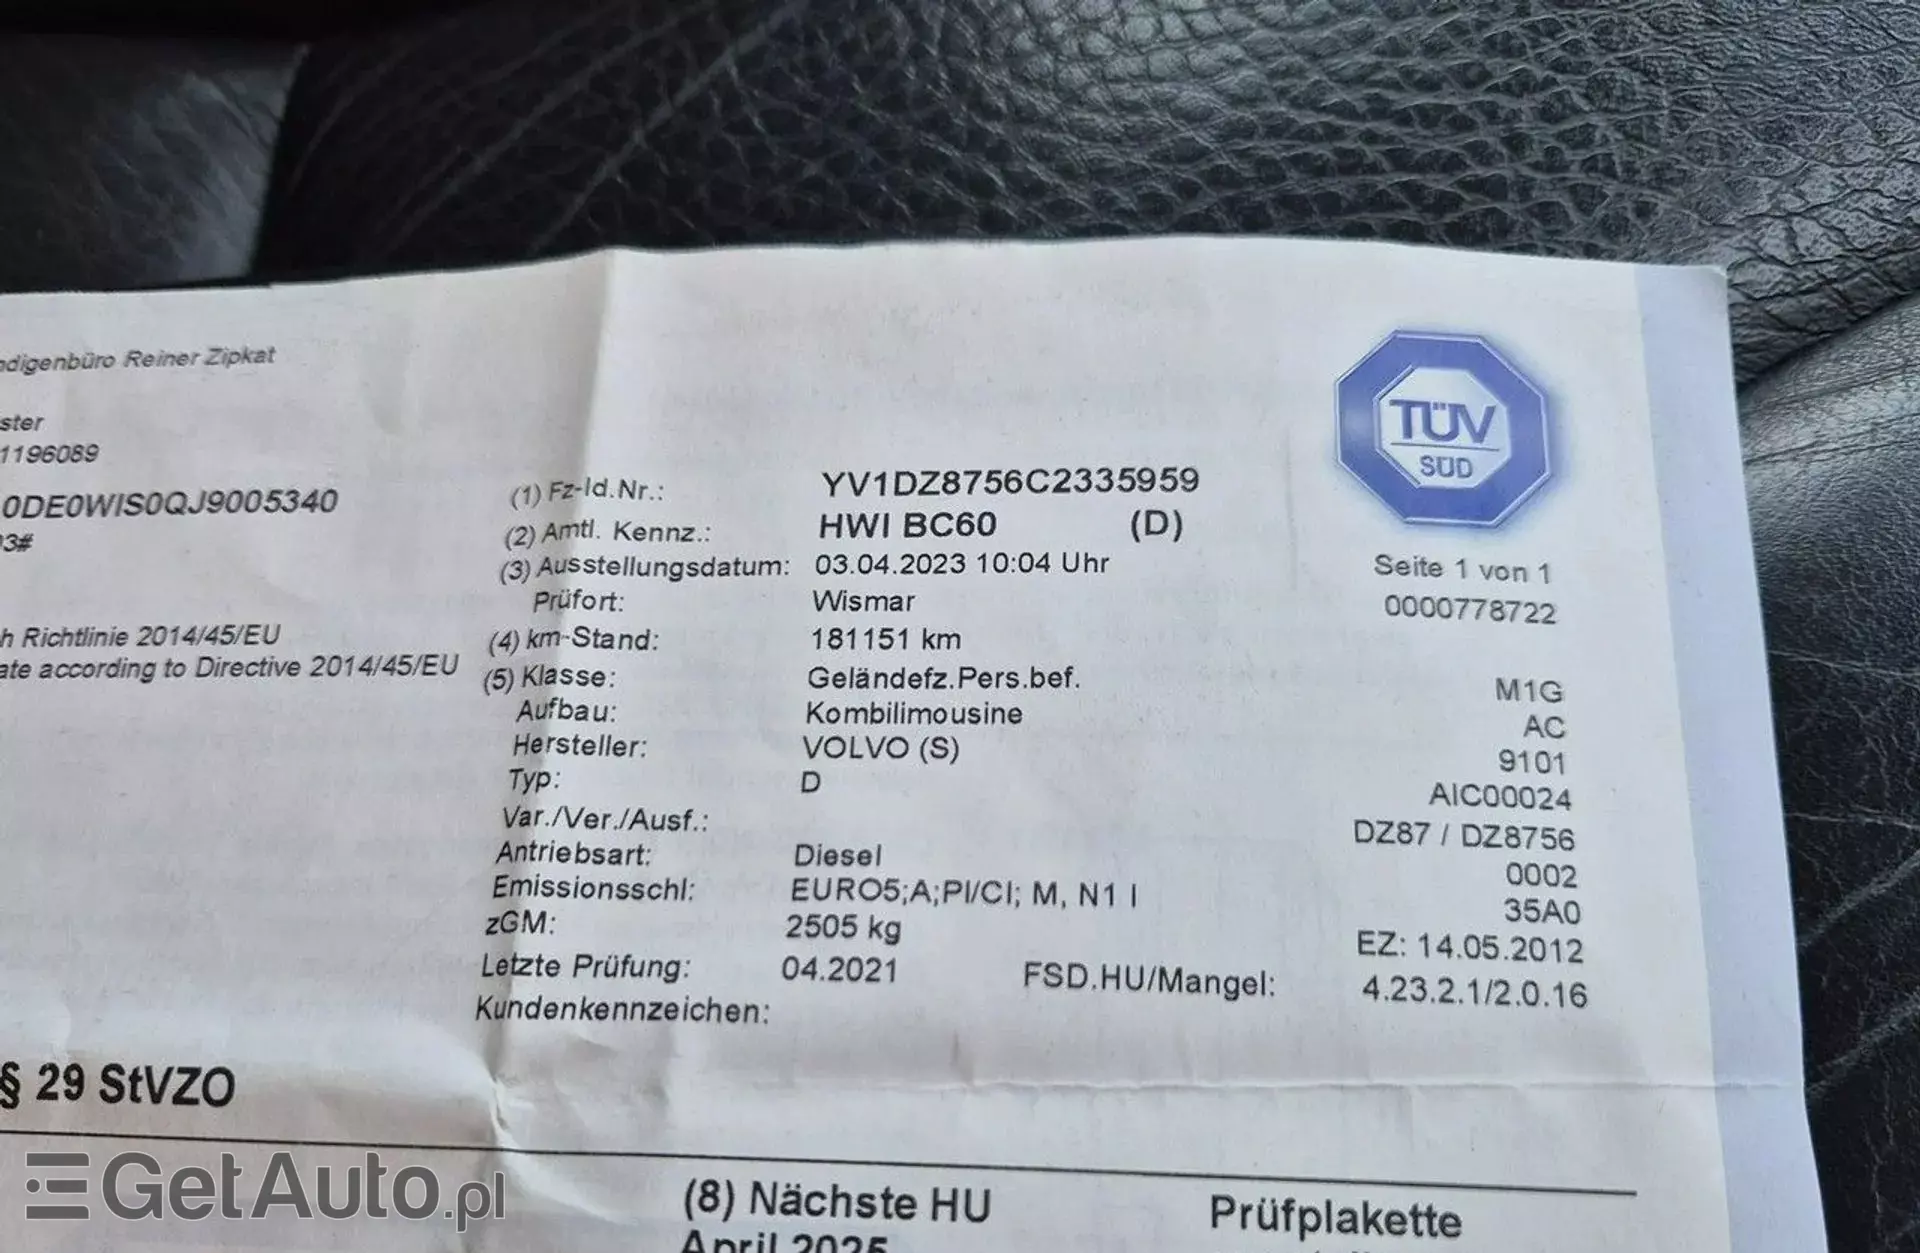 Reiner Zipkat
1196089
0DE0WIS0QJ9005340
Richtlinie 2014/45/EU
according to Directive 2014/45/EU
(1) Fz-Id.Nr.: YV1DZ8756C2335959
(2) Amtl. Kennz.: HWI BC60 (D)
(3) Ausstellungsdatum: 03.04.2023 10:04 Uhr
Prüfort: Wismar
(4) km-Stand: 181151 km
(5) Klasse: Geländefz.Pers.bef. M1G
Aufbau: Kombilimousine AC
Hersteller: VOLVO (S) 9101
Typ: D AIC00024
Var./Ver./Ausf.: DZ87 / DZ8756
Antriebsart: Diesel 0002
Emissionsschl: EURO5;A;PI/CI; M, N1 I 35A0
zGM: 2505 kg EZ: 14.05.2012
Letzte Prüfung: 04.2021 FSD.HU/Mangel: 4.23.2.1/2.0.16
Kundenkennzeichen:
TÜV
SÜD
Seite 1 von 1
0000778722
§ 29 StVZO
(8) Nächste HU Prüfplakette
April 2025
GetAuto.pl